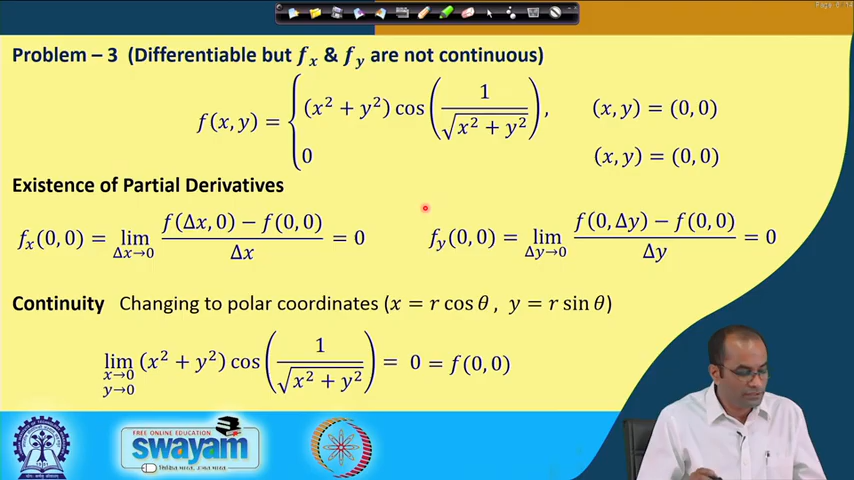 Problem – 3 (Differentiable but fₓ & f_y are not continuous)
f(x, y) = { (x² + y²) cos(1/√(x² + y²)), (x, y) = (0, 0)
0 (x, y) = (0, 0)
Existence of Partial Derivatives
fₓ(0, 0) = lim_{Δx→0} (f(Δx, 0) − f(0, 0))/Δx = 0
f_y(0, 0) = lim_{Δy→0} (f(0, Δy) − f(0, 0))/Δy = 0
Continuity Changing to polar coordinates (x = r cos θ , y = r sin θ)
lim_{x→0 y→0} (x² + y²) cos(1/√(x² + y²)) = 0 = f(0, 0)
FREE ONLINE EDUCATION
swayam